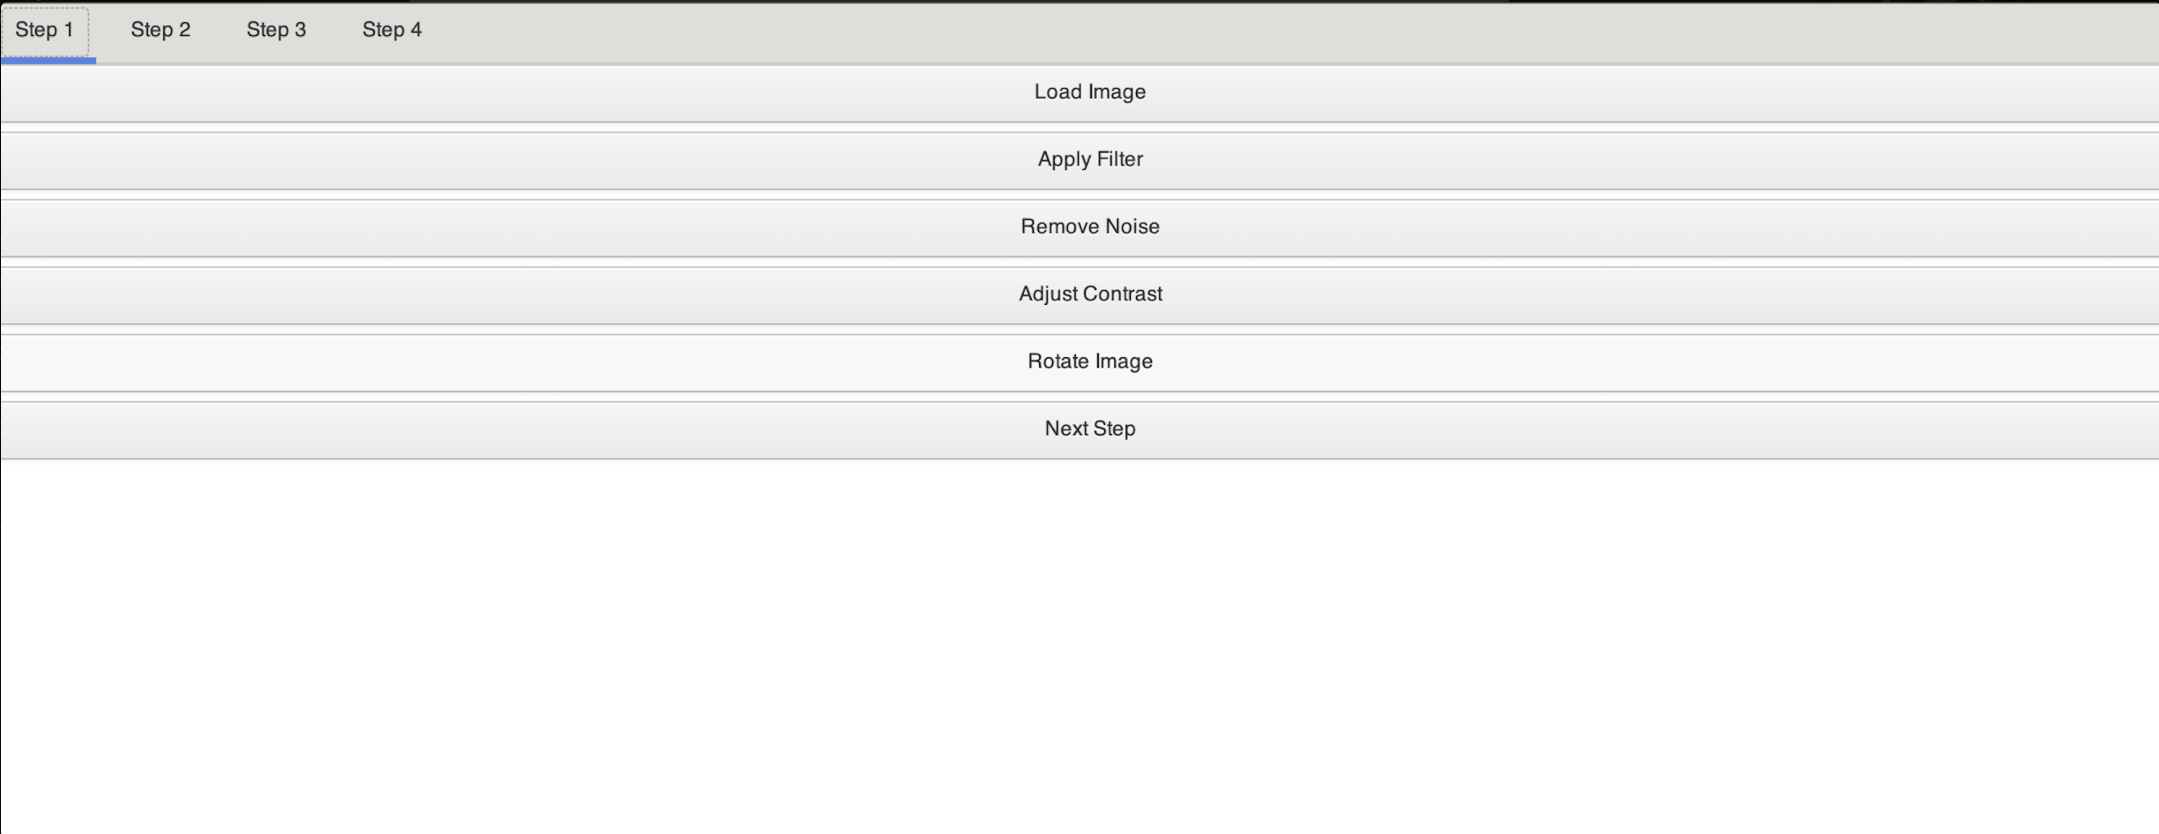 Step 1 Step 2 Step 3 Step 4
Load Image
Apply Filter
Remove Noise
Adjust Contrast
Rotate Image
Next Step